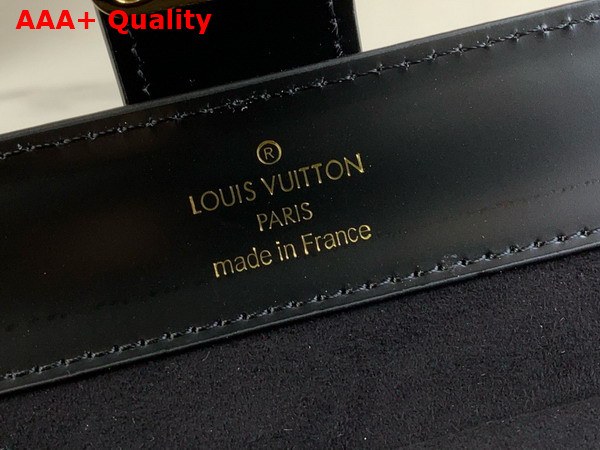 AAA+ Quality
®
LOUIS VUITTON
PARIS
made in France